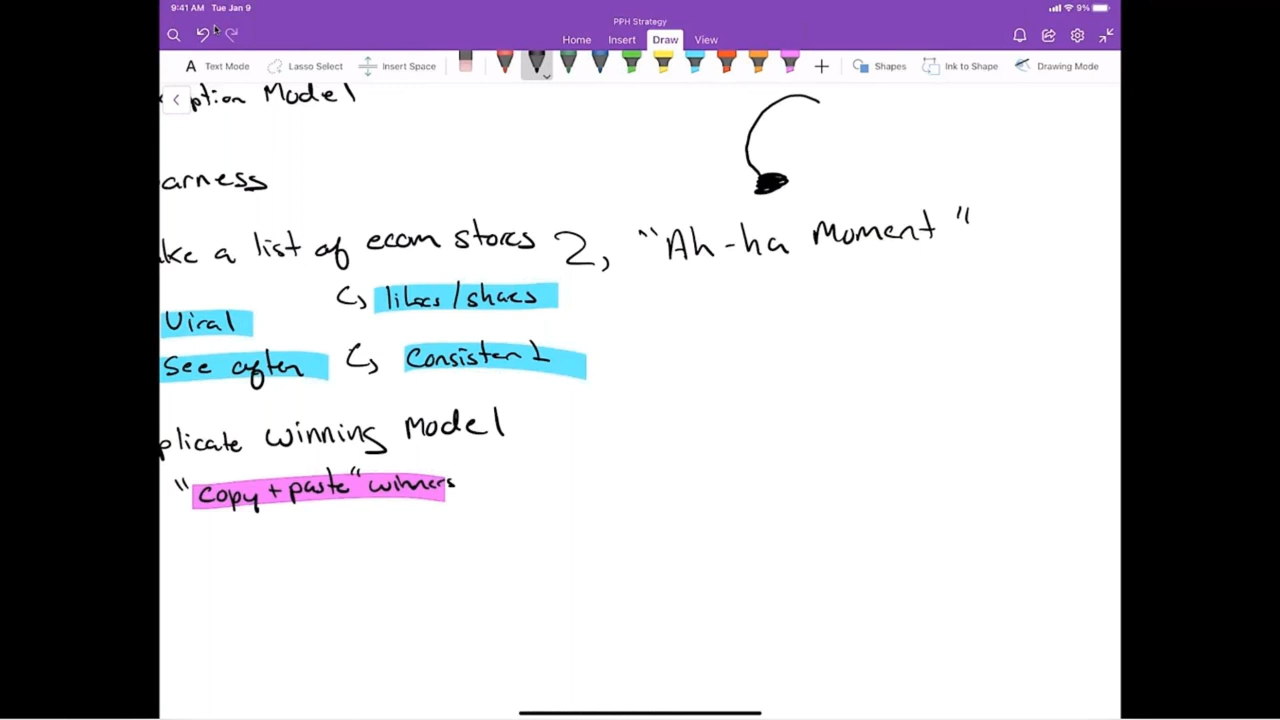 9:41 AM Tue Jan 9
9%
PPH Strategy
Home Insert Draw View
A Text Mode Lasso Select Insert Space Shapes Ink to Shape Drawing Mode
ption Model
arness
ke a list of ecom stores
likes/shares
Viral
See often
Consistent
plicate winning Model
"copy + paste" winners
2, "Ah-ha Moment"